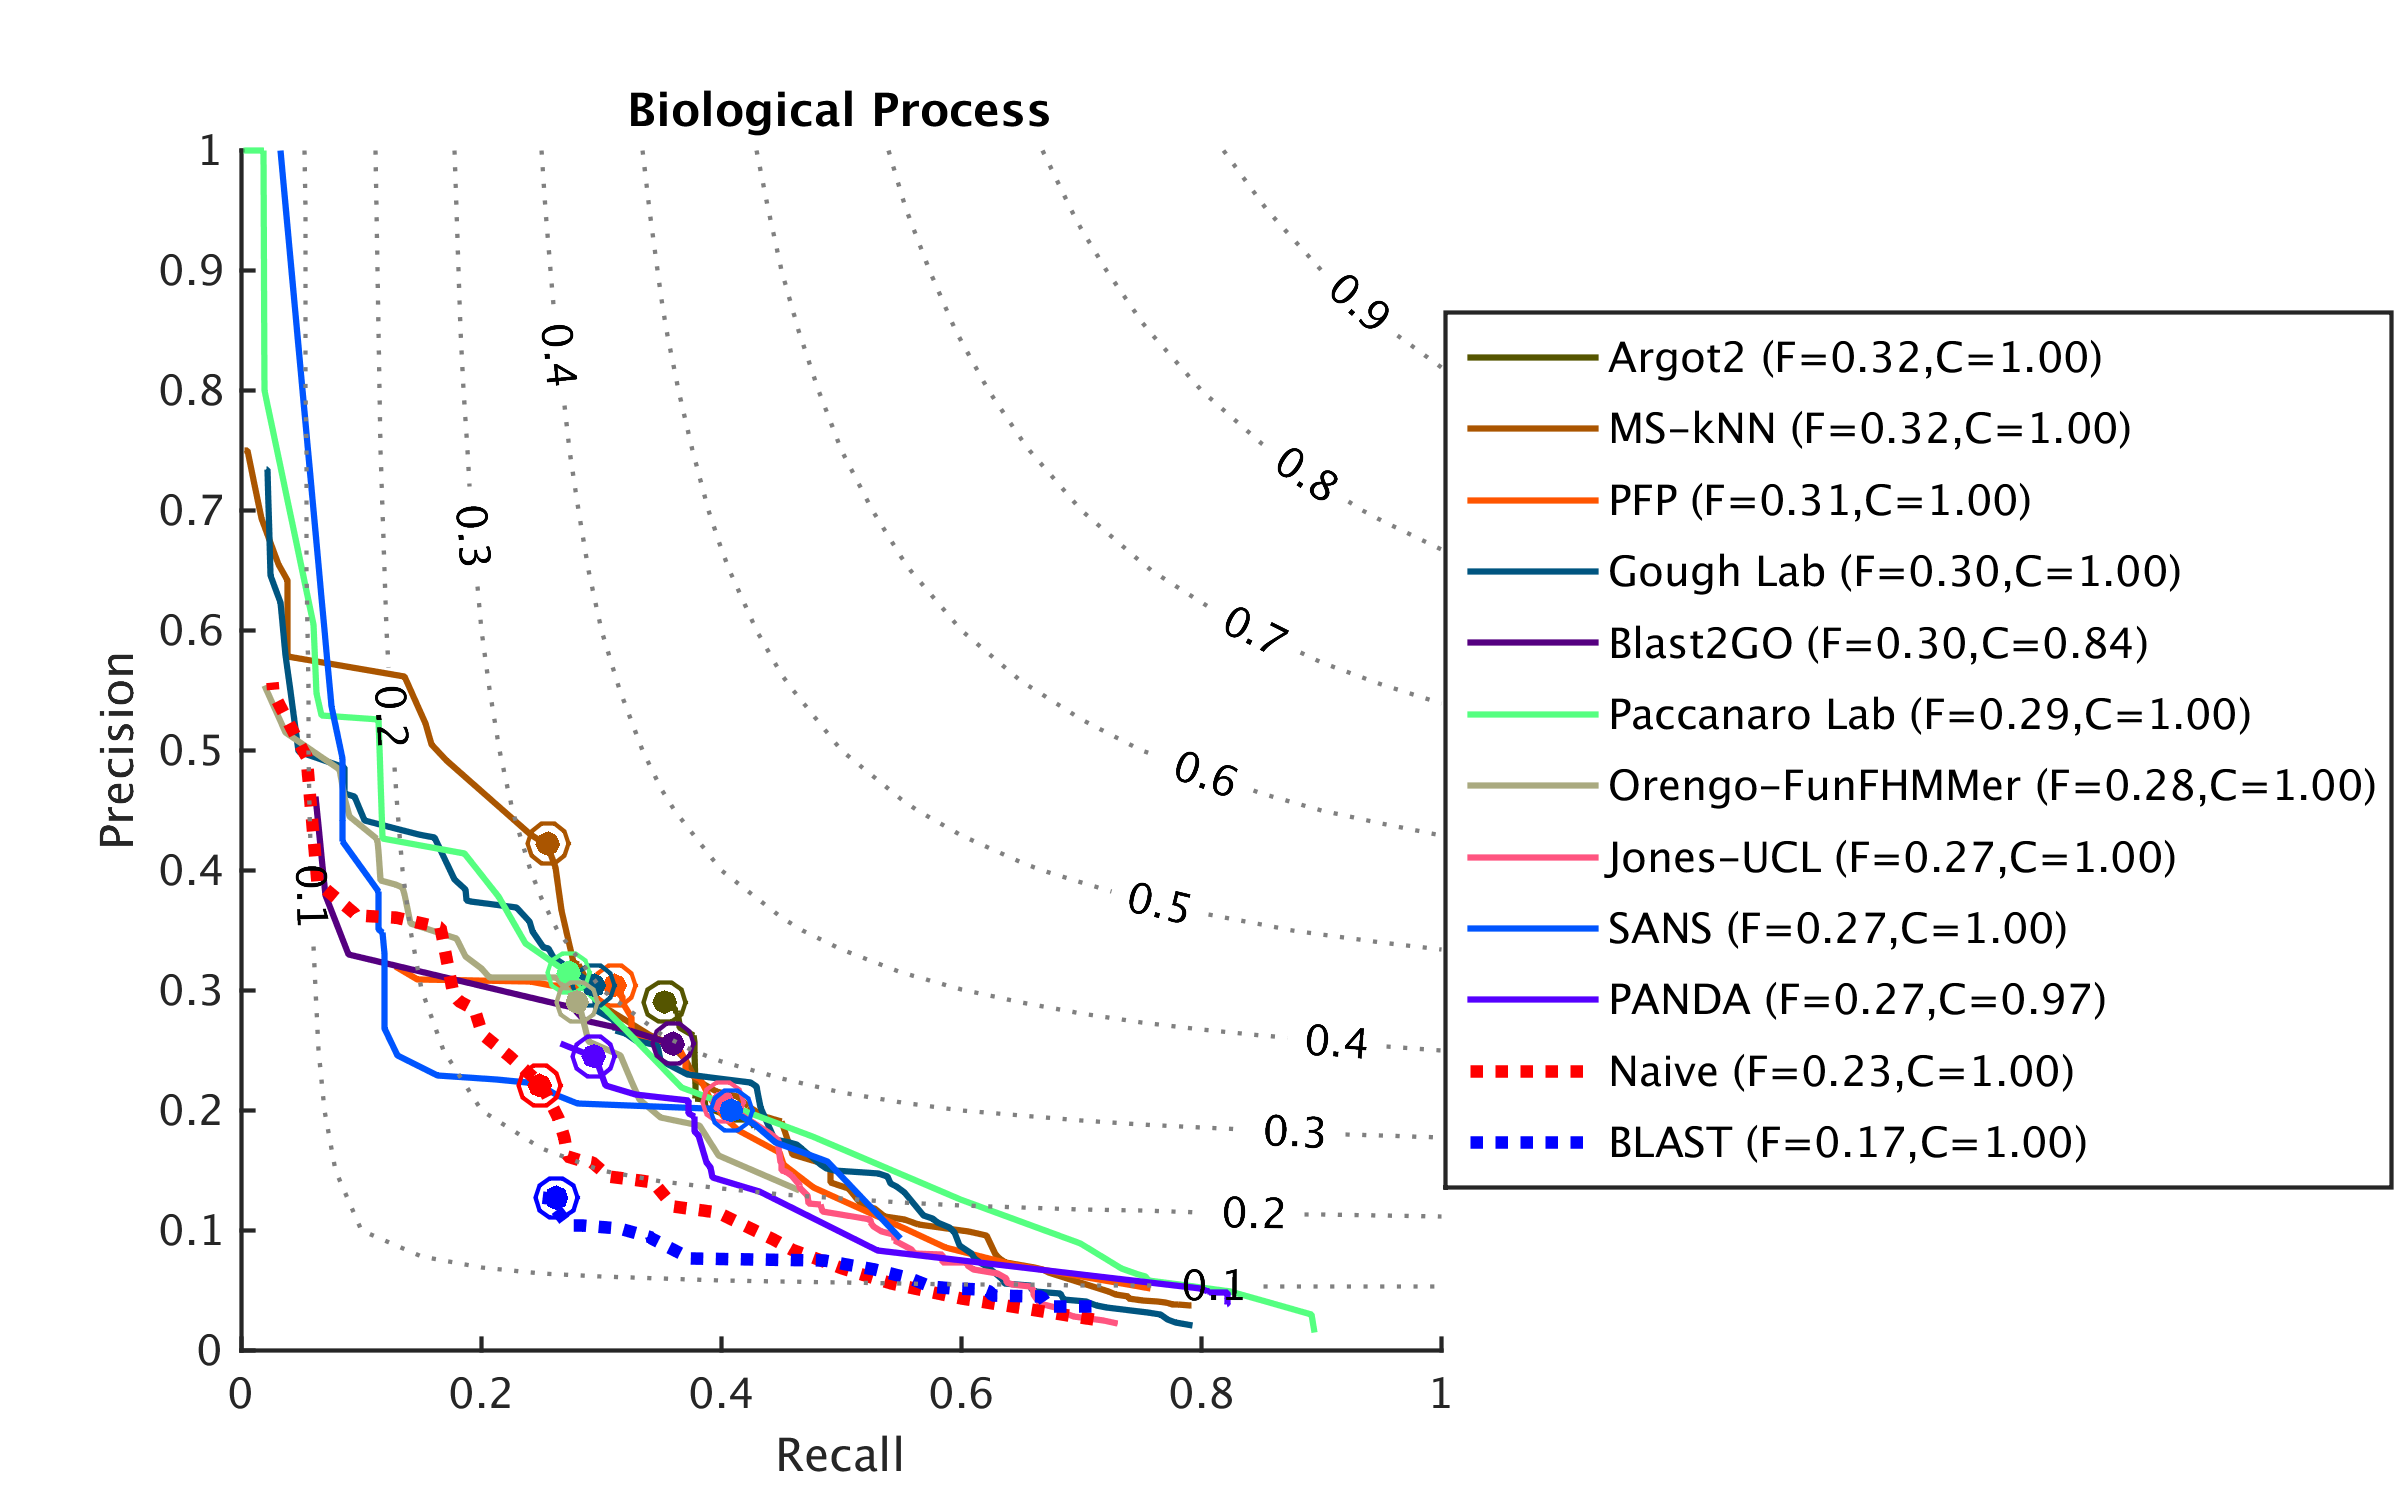 Biological Process
1
0.9
0.8
0.7
0.6
0.5
0.4
0.3
0.2
0.1
0
Precision
0
0.2
0.4
0.6
0.8
1
Recall
0.1
0.2
0.3
0.4
0.9
0.8
0.7
0.6
0.5
0.4
0.3
0.2
0.1
Argot2 (F=0.32,C=1.00)
MS-kNN (F=0.32,C=1.00)
PFP (F=0.31,C=1.00)
Gough Lab (F=0.30,C=1.00)
Blast2GO (F=0.30,C=0.84)
Paccanaro Lab (F=0.29,C=1.00)
Orengo-FunFHMMer (F=0.28,C=1.00)
Jones-UCL (F=0.27,C=1.00)
SANS (F=0.27,C=1.00)
PANDA (F=0.27,C=0.97)
Naive (F=0.23,C=1.00)
BLAST (F=0.17,C=1.00)